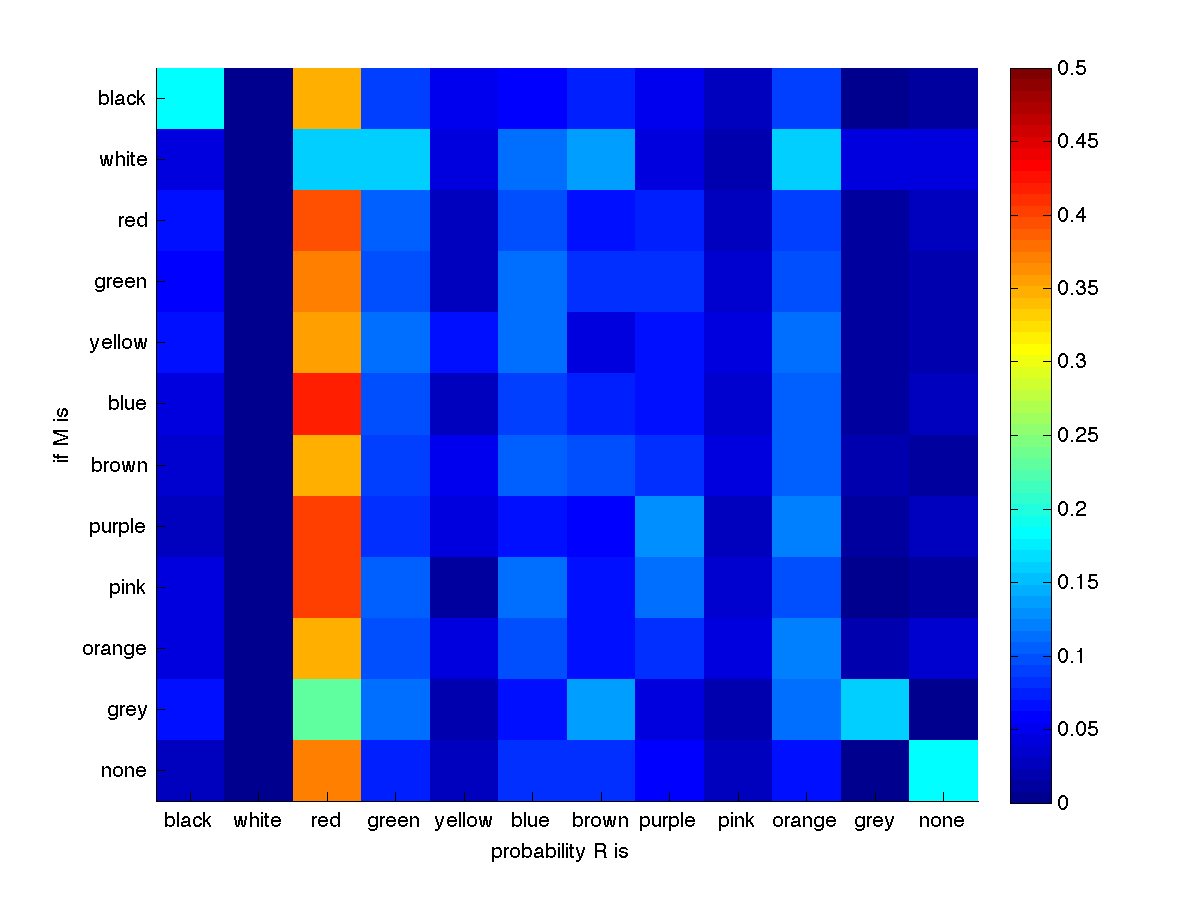 black
white
red
green
yellow
blue
brown
purple
pink
orange
grey
none
if M is
black white red green yellow blue brown purple pink orange grey none
probability R is
0.5
0.45
0.4
0.35
0.3
0.25
0.2
0.15
0.1
0.05
0